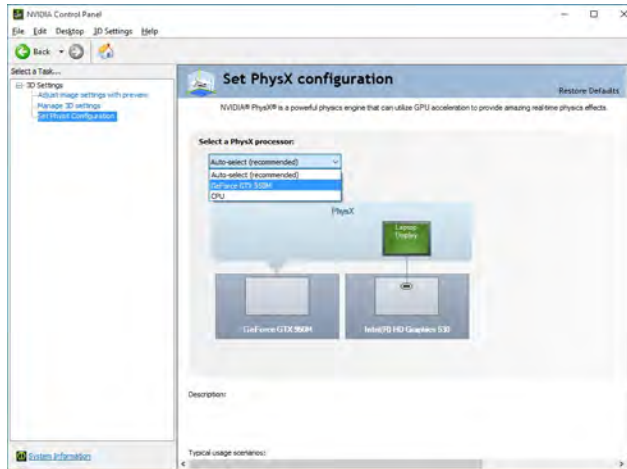 NVIDIA Control Panel
File Edit Desktop 3D Settings Help
Back
Select a Task...
3D Settings
Adjust image settings with preview
Manage 3D settings
Set PhysX Configuration
Set PhysX configuration
Restore Defaults
NVIDIA® PhysX® is a powerful physics engine that can utilize GPU acceleration to provide amazing real-time physics effects.
Select a PhysX processor:
Auto-select (recommended)
Auto-select (recommended)
GeForce GTX 950M
CPU
PhysX
Laptop
Display
GeForce GTX 950M
Intel(R) HD Graphics 530
Description:
System Information
Typical usage scenarios: